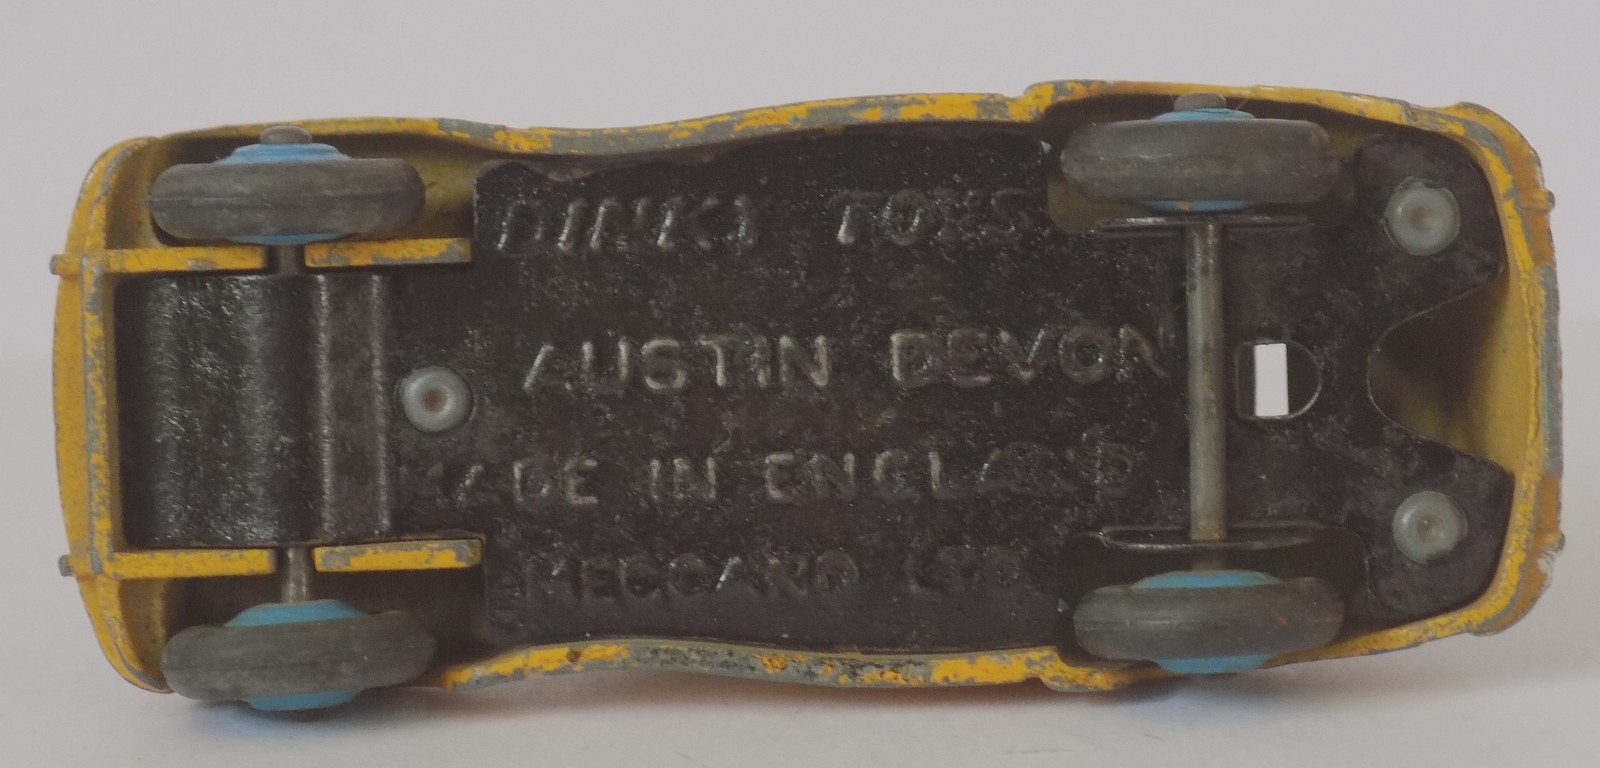 DINKY TOYS
AUSTIN DEVON
MADE IN ENGLAND
MECCANO LTD